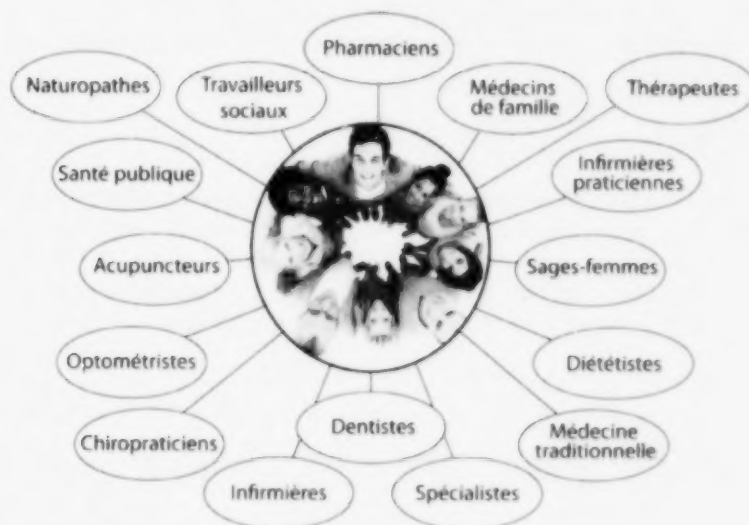 Pharmaciens
Naturopathes
Travailleurs
sociaux
Médecins
de famille
Thérapeutes
Santé publique
Infirmières
praticiennes
Acupuncteurs
Sages-femmes
Optométristes
Diététistes
Chiropraticiens
Dentistes
Médecine
traditionnelle
Infirmières
Spécialistes